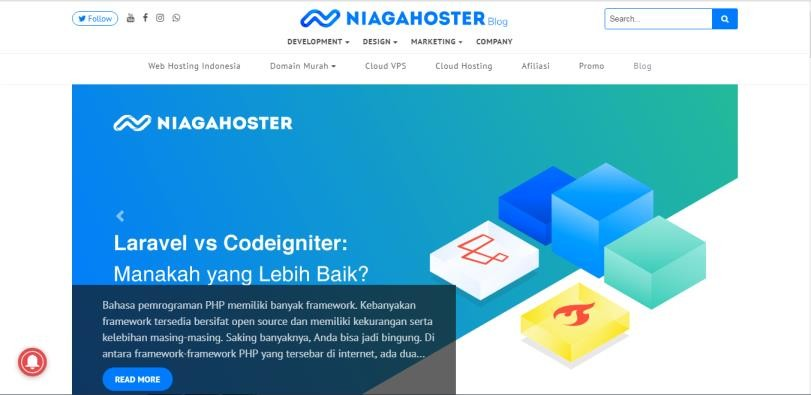 Follow
NIAGAHOSTER Blog
Search...
DEVELOPMENT DESIGN MARKETING COMPANY
Web Hosting Indonesia Domain Murah Cloud VPS Cloud Hosting Afiliasi Promo Blog
NIAGAHOSTER
Laravel vs Codeigniter:
Manakah yang Lebih Baik?
Bahasa pemrograman PHP memiliki banyak framework. Kebanyakan
framework tersedia bersifat open source dan memiliki kekurangan serta
kelebihan masing-masing. Saking banyaknya, Anda bisa jadi bingung. Di
antara framework-framework PHP yang tersebar di internet, ada dua...
READ MORE